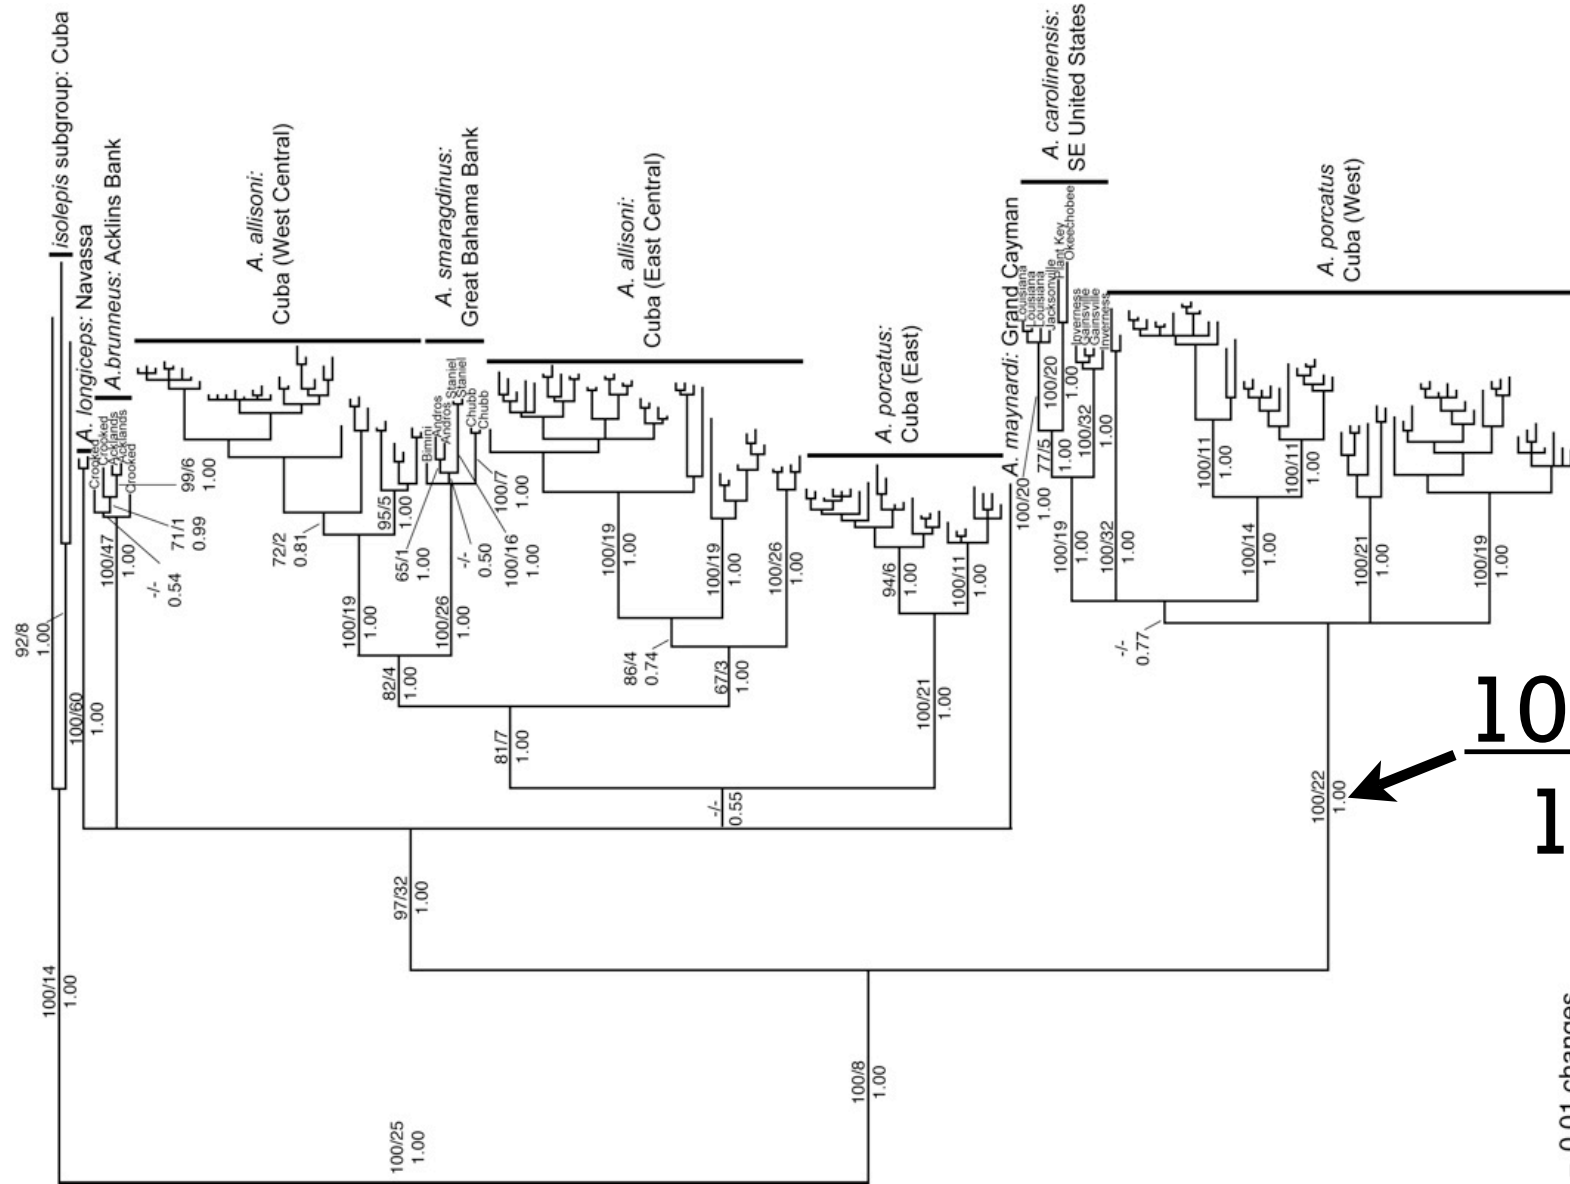 isolepis subgroup: Cuba
A. longiceps: Navassa
A.brunneus: Acklins Bank
Crooked
Crooked
Acklands
Acklands
Crooked
A. allisoni:
Cuba (West Central)
A. smaragdinus:
Great Bahama Bank
Bimini
Andros
Andros
Staniel
Staniel
Chubb
Chubb
A. allisoni:
Cuba (East Central)
A. porcatus:
Cuba (East)
A. maynardi: Grand Cayman
A. carolinensis:
SE United States
Louisiana
Louisiana
Louisiana
Jacksonville
Plant Key
Okeechobee
Inverness
Gainsville
Gainsville
Inverness
A. porcatus
Cuba (West)
92/8
1.00
100/60
1.00
100/14
1.00
-/-
0.54
100/47
1.00
71/1
0.99
99/6
1.00
72/2
0.81
95/5
1.00
100/19
1.00
65/1
1.00
-/-
0.50
100/16
1.00
100/7
1.00
100/26
1.00
82/4
1.00
100/19
1.00
100/19
1.00
100/26
1.00
86/4
0.74
67/3
1.00
81/7
1.00
94/6
1.00
100/11
1.00
100/21
1.00
-/-
0.55
97/32
1.00
100/20
1.00
77/5
1.00
100/20
1.00
100/32
1.00
100/19
1.00
100/32
1.00
100/11
1.00
100/11
1.00
100/14
1.00
100/21
1.00
100/19
1.00
-/-
0.77
100/22
1.00
100/8
1.00
100/25
1.00
10
1
0.01 changes